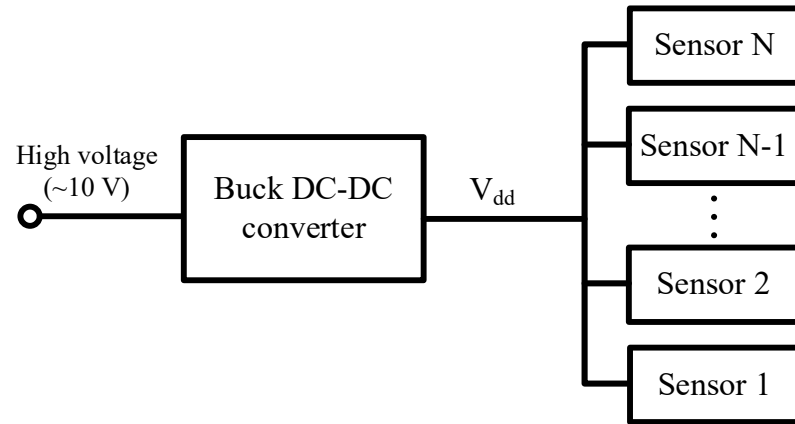 High voltage
(~10 V)
Buck DC-DC
converter
Vdd
Sensor N
Sensor N-1
Sensor 2
Sensor 1